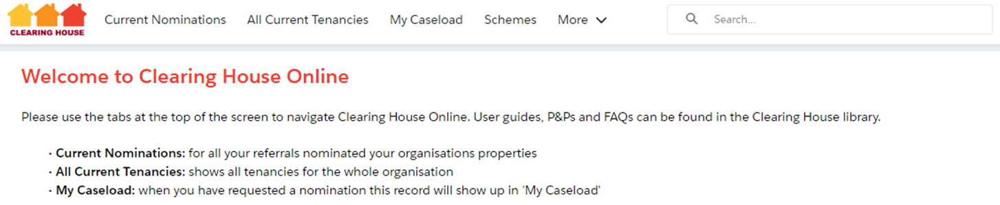 CLEARING HOUSE
Current Nominations All Current Tenancies My Caseload Schemes More Search...
Welcome to Clearing House Online
Please use the tabs at the top of the screen to navigate Clearing House Online. User guides, P&Ps and FAQs can be found in the Clearing House library.
· Current Nominations: for all your referrals nominated your organisations properties
· All Current Tenancies: shows all tenancies for the whole organisation
· My Caseload: when you have requested a nomination this record will show up in 'My Caseload'